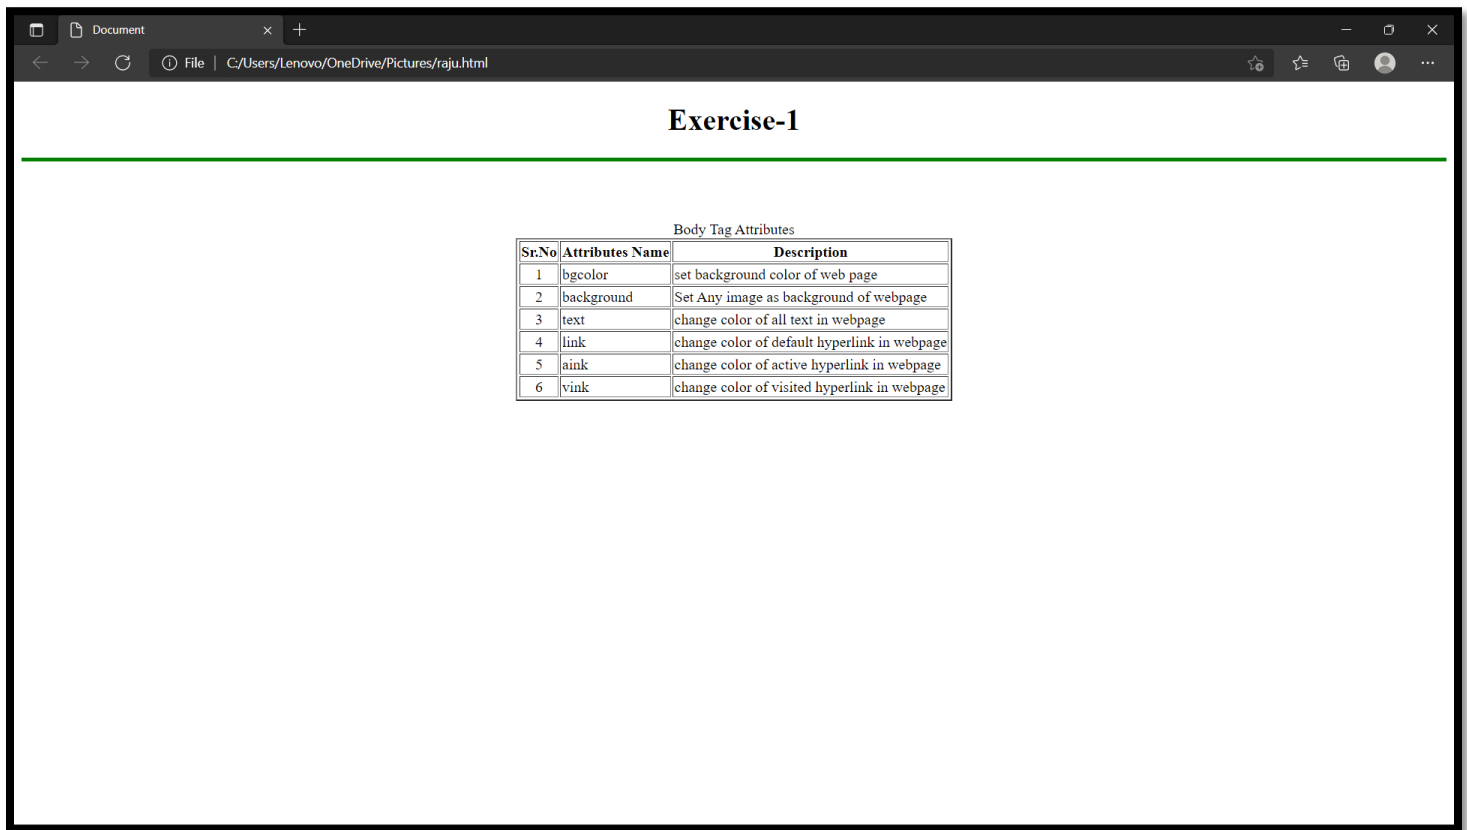 Document
File | C:/Users/Lenovo/OneDrive/Pictures/raju.html
Exercise-1
Body Tag Attributes
Sr.No Attributes Name Description
1 bgcolor set background color of web page
2 background Set Any image as background of webpage
3 text change color of all text in webpage
4 link change color of default hyperlink in webpage
5 aink change color of active hyperlink in webpage
6 vink change color of visited hyperlink in webpage